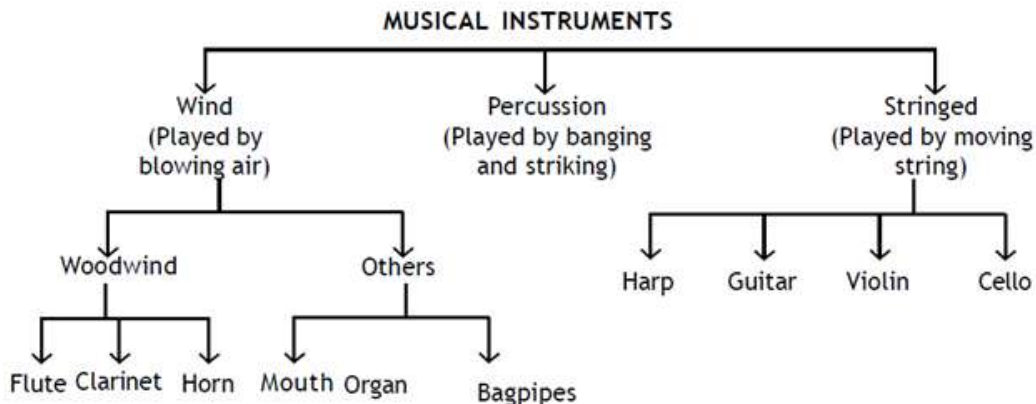 MUSICAL INSTRUMENTS
Wind
(Played by
blowing air)
Percussion
(Played by banging
and striking)
Stringed
(Played by moving
string)
Woodwind
Others
Harp
Guitar
Violin
Cello
Flute
Clarinet
Horn
Mouth Organ
Bagpipes